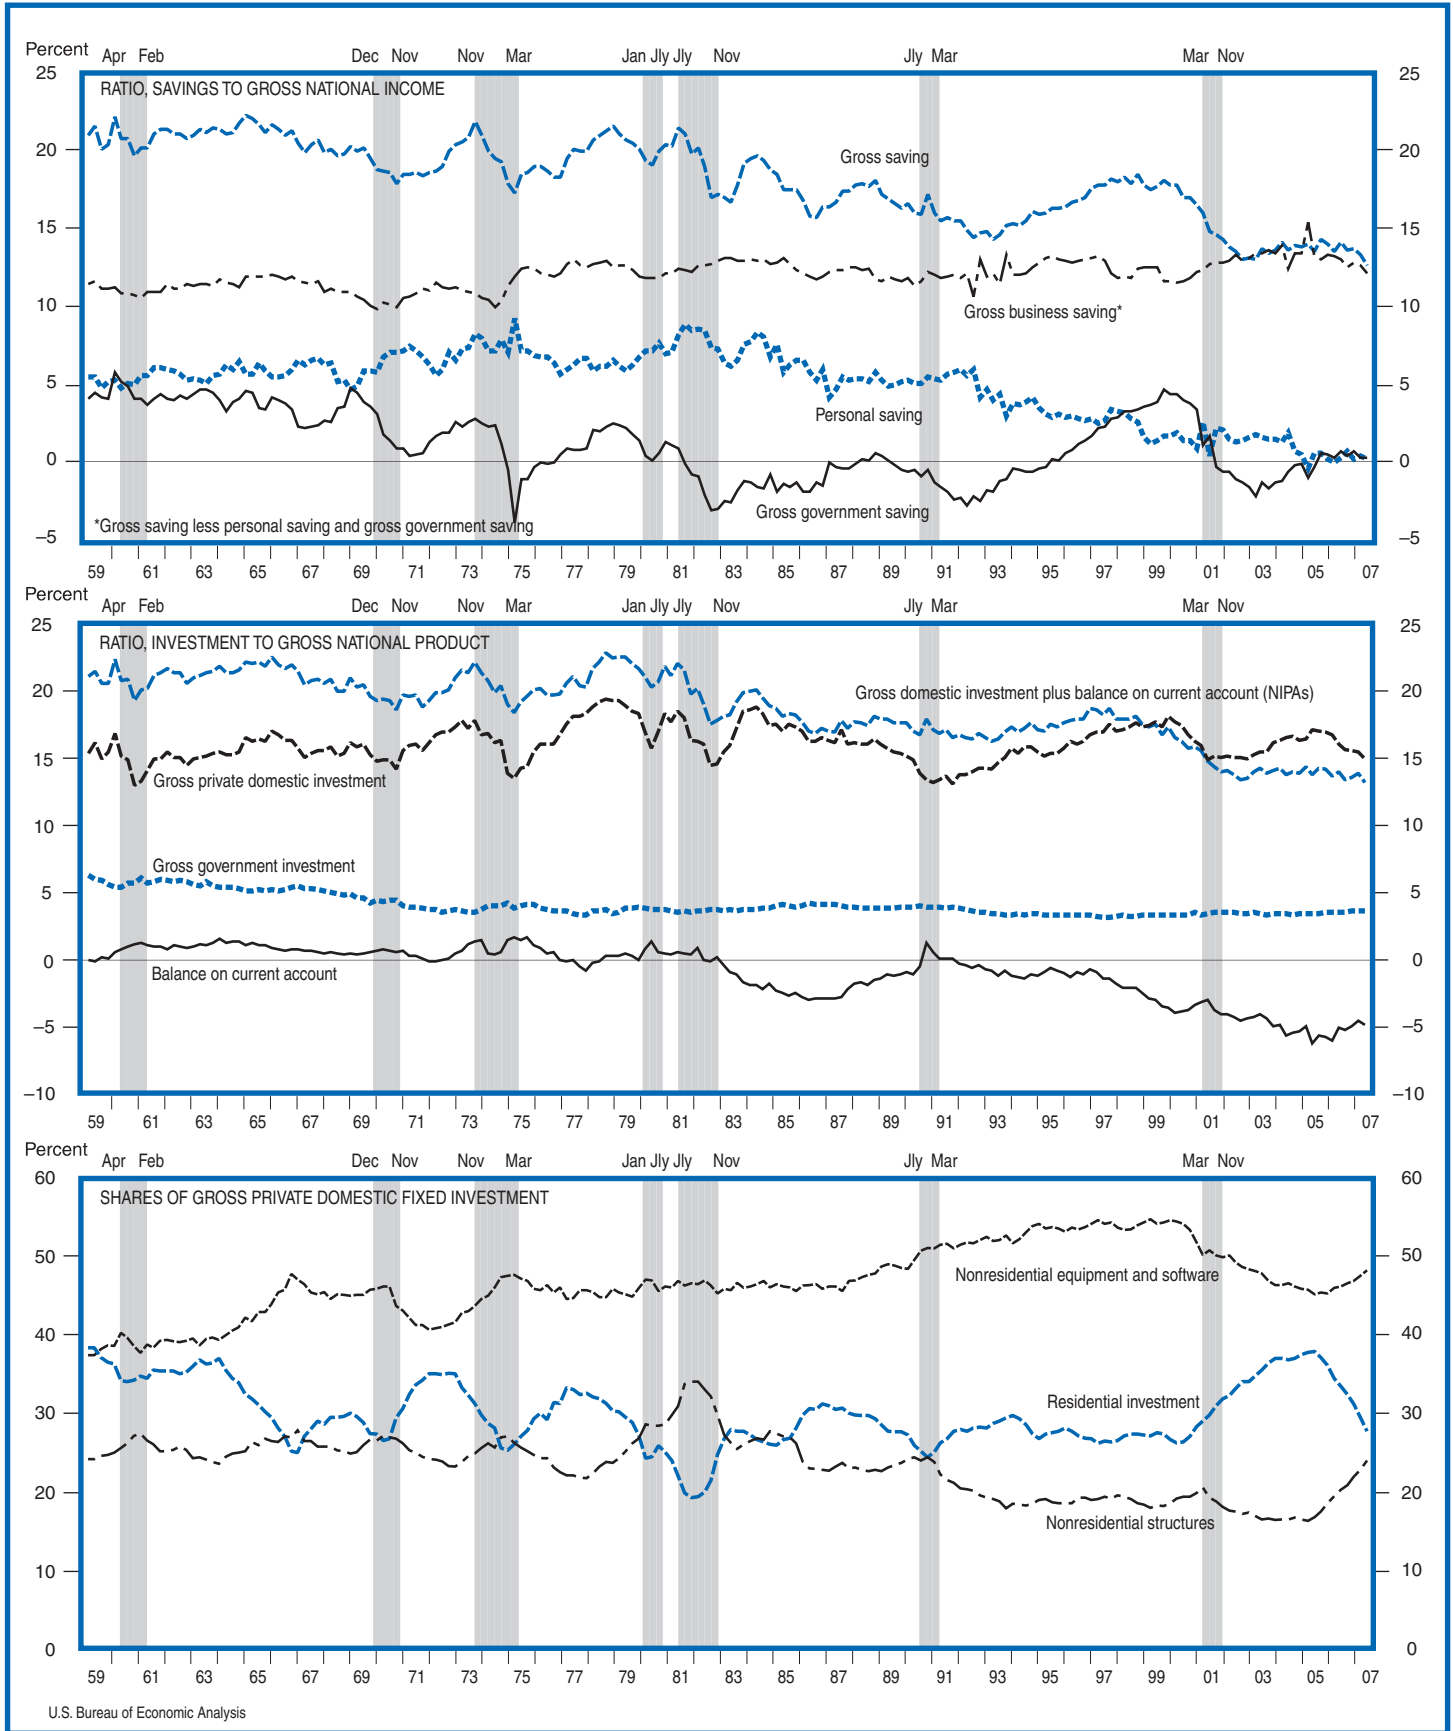 Percent Apr Feb Dec Nov Nov Mar Jan Jly Jly Nov Jly Mar Mar Nov
25 25
RATIO, SAVINGS TO GROSS NATIONAL INCOME
20 20
Gross saving
15 15
10 10
Gross business saving*
5 5
Personal saving
0 0
Gross government saving
*Gross saving less personal saving and gross government saving
–5 –5
59 61 63 65 67 69 71 73 75 77 79 81 83 85 87 89 91 93 95 97 99 01 03 05 07
Percent
Apr Feb Dec Nov Nov Mar Jan Jly Jly Nov Jly Mar Mar Nov
25 25
RATIO, INVESTMENT TO GROSS NATIONAL PRODUCT
20 20
Gross domestic investment plus balance on current account (NIPAs)
15 15
Gross private domestic investment
10 10
Gross government investment
5 5
0 0
Balance on current account
–5 –5
–10 –10
59 61 63 65 67 69 71 73 75 77 79 81 83 85 87 89 91 93 95 97 99 01 03 05 07
Percent
Apr Feb Dec Nov Nov Mar Jan Jly Jly Nov Jly Mar Mar Nov
60 60
SHARES OF GROSS PRIVATE DOMESTIC FIXED INVESTMENT
50 50
Nonresidential equipment and software
40 40
Residential investment
30 30
20 20
Nonresidential structures
10 10
0 0
59 61 63 65 67 69 71 73 75 77 79 81 83 85 87 89 91 93 95 97 99 01 03 05 07
U.S. Bureau of Economic Analysis